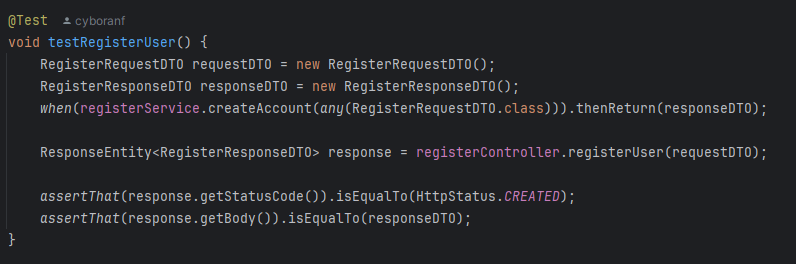 @Test cyboranf
void testRegisterUser() {
RegisterRequestDTO requestDTO = new RegisterRequestDTO();
RegisterResponseDTO responseDTO = new RegisterResponseDTO();
when(registerService.createAccount(any(RegisterRequestDTO.class))).thenReturn(responseDTO);
ResponseEntity<RegisterResponseDTO> response = registerController.registerUser(requestDTO);
assertThat(response.getStatusCode()).isEqualTo(HttpStatus.CREATED);
assertThat(response.getBody()).isEqualTo(responseDTO);
}